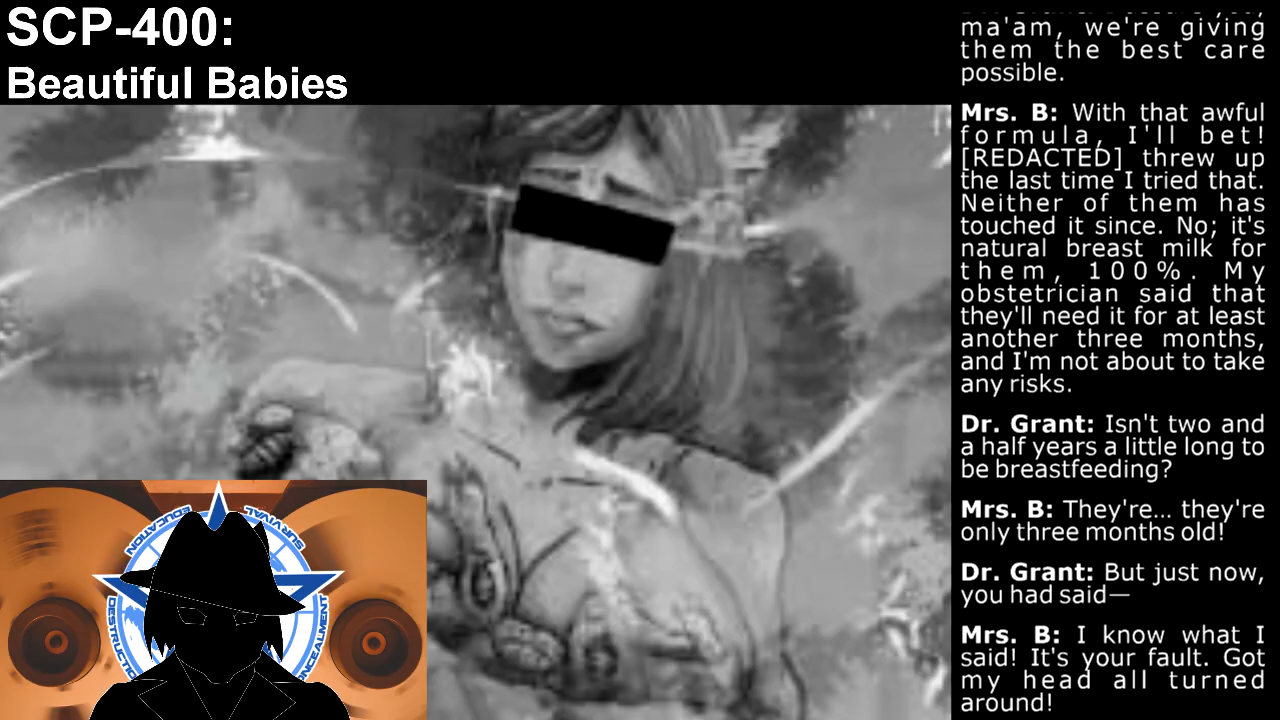 SCP-400:
Beautiful Babies
ma'am, we're giving
them the best care
possible.
Mrs. B: With that awful
formula, I'll bet!
[REDACTED] threw up
the last time I tried that.
Neither of them has
touched it since. No; it's
natural breast milk for
them, 100%. My
obstetrician said that
they'll need it for at least
another three months,
and I'm not about to take
any risks.
Dr. Grant: Isn't two and
a half years a little long to
be breastfeeding?
Mrs. B: They're... they're
only three months old!
Dr. Grant: But just now,
you had said—
Mrs. B: I know what I
said! It's your fault. Got
my head all turned
around!
EDUCATION
SURVIVAL